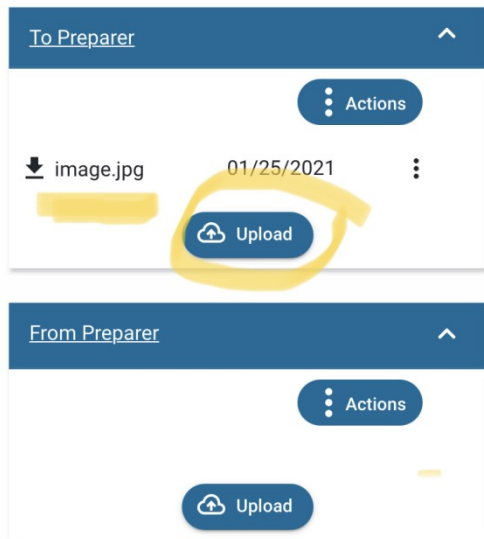 To Preparer
Actions
image.jpg 01/25/2021
Upload
From Preparer
Actions
Upload